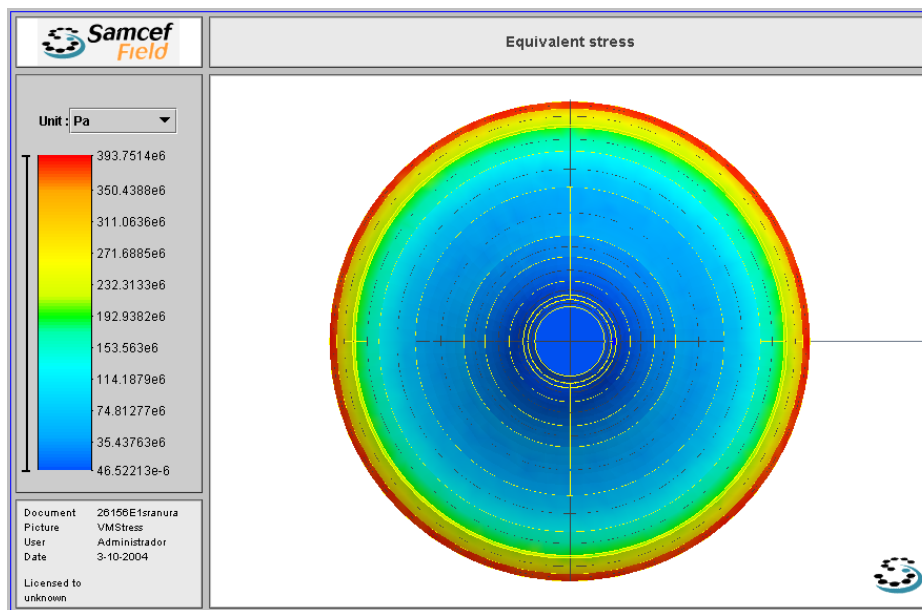 Samcef
Field
Equivalent stress
Unit : Pa
393.7514e6
350.4388e6
311.0636e6
271.6885e6
232.3133e6
192.9382e6
153.563e6
114.1879e6
74.81277e6
35.43763e6
46.52213e-6
Document 26156E1sranura
Picture VMStress
User Administrador
Date 3-10-2004
Licensed to
unknown